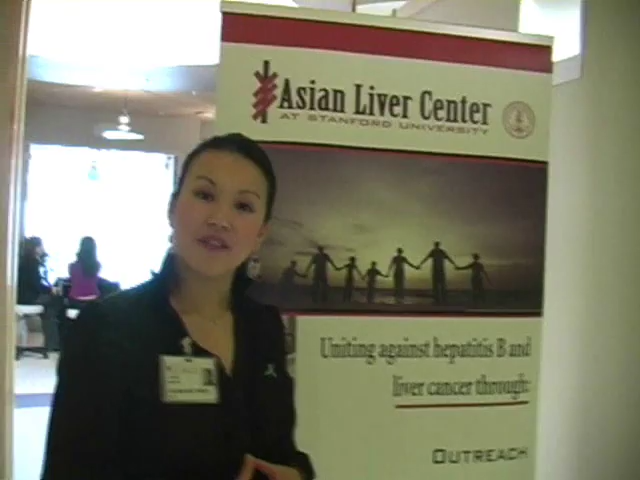 Asian Liver Center
AT STANFORD UNIVERSITY
Uniting against hepatitis B and
liver cancer through:
OUTREACH